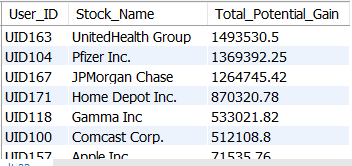 User_ID Stock_Name Total_Potential_Gain
UID163 UnitedHealth Group 1493530.5
UID104 Pfizer Inc. 1369392.25
UID167 JPMorgan Chase 1264745.42
UID171 Home Depot Inc. 870320.78
UID118 Gamma Inc 533021.82
UID100 Comcast Corp. 512108.8
UID157 Apple Inc. 71535.76